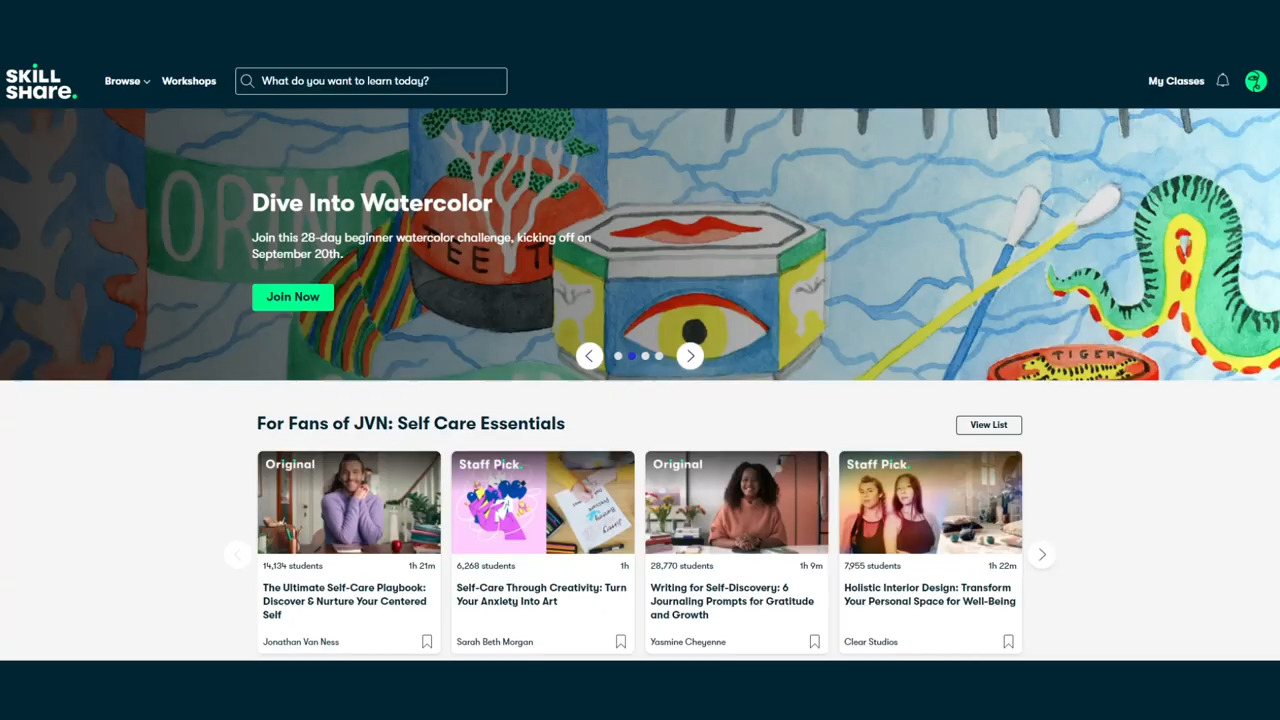 SKILL
SHARE.
Browse
Workshops
What do you want to learn today?
My Classes
Dive Into Watercolor
Join this 28-day beginner watercolor challenge, kicking off on
September 20th.
Join Now
TIGER
For Fans of JVN: Self Care Essentials
View List
Original
14,134 students
1h 21m
The Ultimate Self-Care Playbook:
Discover & Nurture Your Centered
Self
Jonathan Van Ness
Staff Pick.
6,268 students
1h
Self-Care Through Creativity: Turn
Your Anxiety Into Art
Sarah Beth Morgan
Original
28,770 students
1h 9m
Writing for Self-Discovery: 6
Journaling Prompts for Gratitude
and Growth
Yasmine Cheyenne
Staff Pick.
7,955 students
1h 22m
Holistic Interior Design: Transform
Your Personal Space for Well-Being
Clear Studios